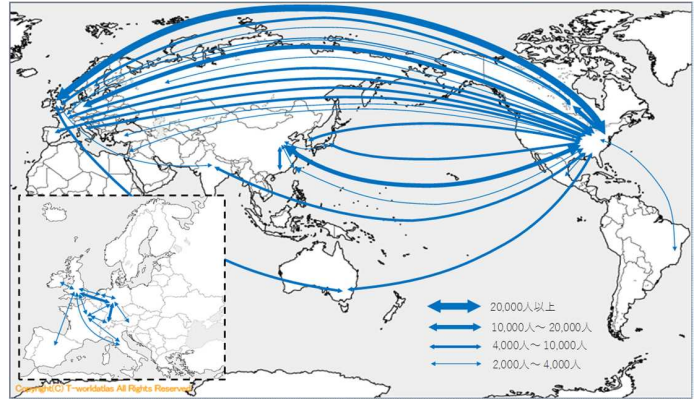 20,000人以上
10,000人～20,000人
4,000人～10,000人
2,000人～4,000人
Copyright(C) T-worldatlas All Rights Reserved